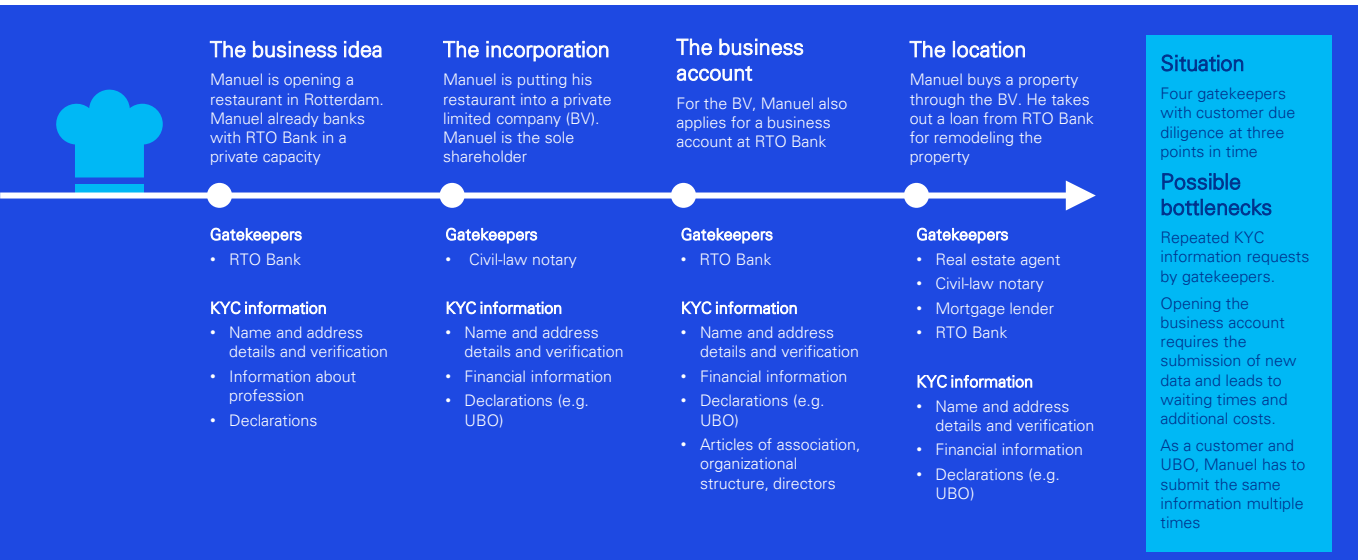 The business idea
Manuel is opening a
restaurant in Rotterdam.
Manuel already banks
with RTO Bank in a
private capacity
The incorporation
Manuel is putting his
restaurant into a private
limited company (BV).
Manuel is the sole
shareholder
The business
account
For the BV, Manuel also
applies for a business
account at RTO Bank
The location
Manuel buys a property
through the BV. He takes
out a loan from RTO Bank
for remodeling the
property
Gatekeepers
• RTO Bank
KYC information
• Name and address
details and verification
• Information about
profession
• Declarations
Gatekeepers
• Civil-law notary
KYC information
• Name and address
details and verification
• Financial information
• Declarations (e.g.
UBO)
Gatekeepers
• RTO Bank
KYC information
• Name and address
details and verification
• Financial information
• Declarations (e.g.
UBO)
• Articles of association,
organizational
structure, directors
Gatekeepers
• Real estate agent
• Civil-law notary
• Mortgage lender
• RTO Bank
KYC information
• Name and address
details and verification
• Financial information
• Declarations (e.g.
UBO)
Situation
Four gatekeepers
with customer due
diligence at three
points in time
Possible
bottlenecks
Repeated KYC
information requests
by gatekeepers.
Opening the
business account
requires the
submission of new
data and leads to
waiting times and
additional costs.
As a customer and
UBO, Manuel has to
submit the same
information multiple
times